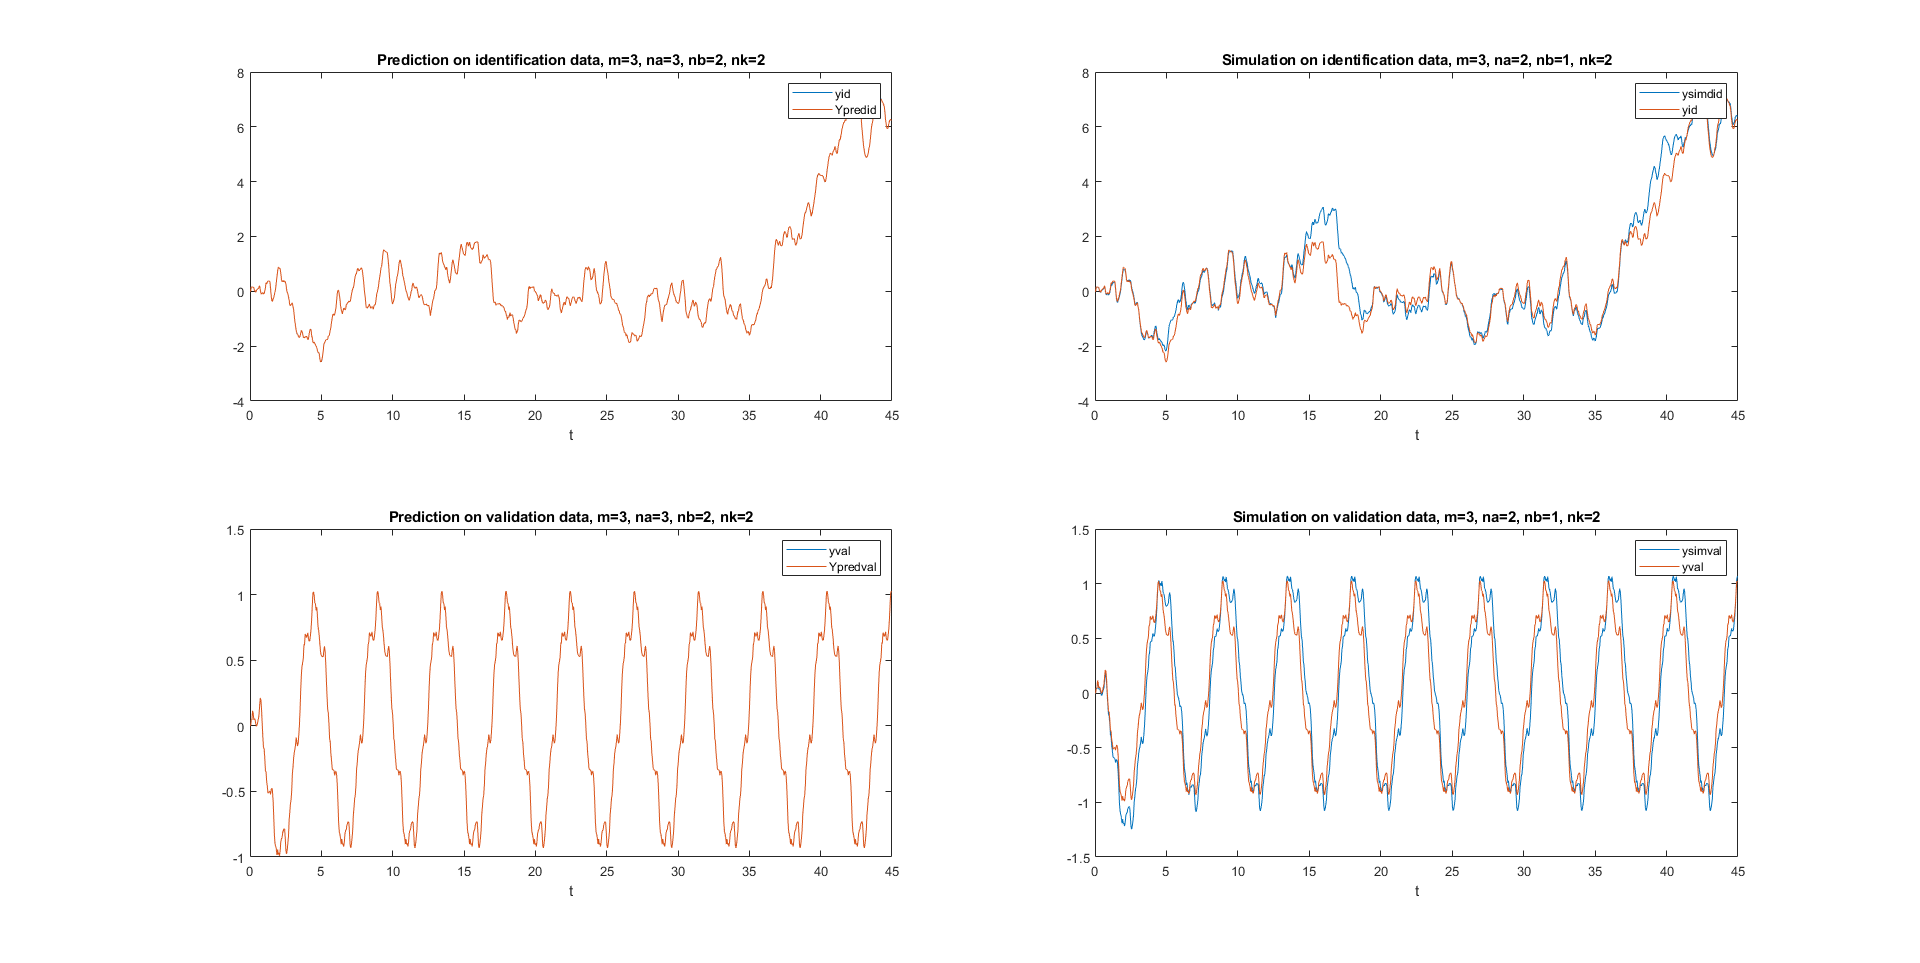 Prediction on identification data, m=3, na=3, nb=2, nk=2
8
6
4
2
0
-2
-4
yid
Ypredid
0 5 10 15 20 25 30 35 40 45
t
Simulation on identification data, m=3, na=2, nb=1, nk=2
8
6
4
2
0
-2
-4
ysimdid
yid
0 5 10 15 20 25 30 35 40 45
t
Prediction on validation data, m=3, na=3, nb=2, nk=2
1.5
1
0.5
0
-0.5
-1
yval
Ypredval
0 5 10 15 20 25 30 35 40 45
t
Simulation on validation data, m=3, na=2, nb=1, nk=2
1.5
1
0.5
0
-0.5
-1
-1.5
ysimval
yval
0 5 10 15 20 25 30 35 40 45
t